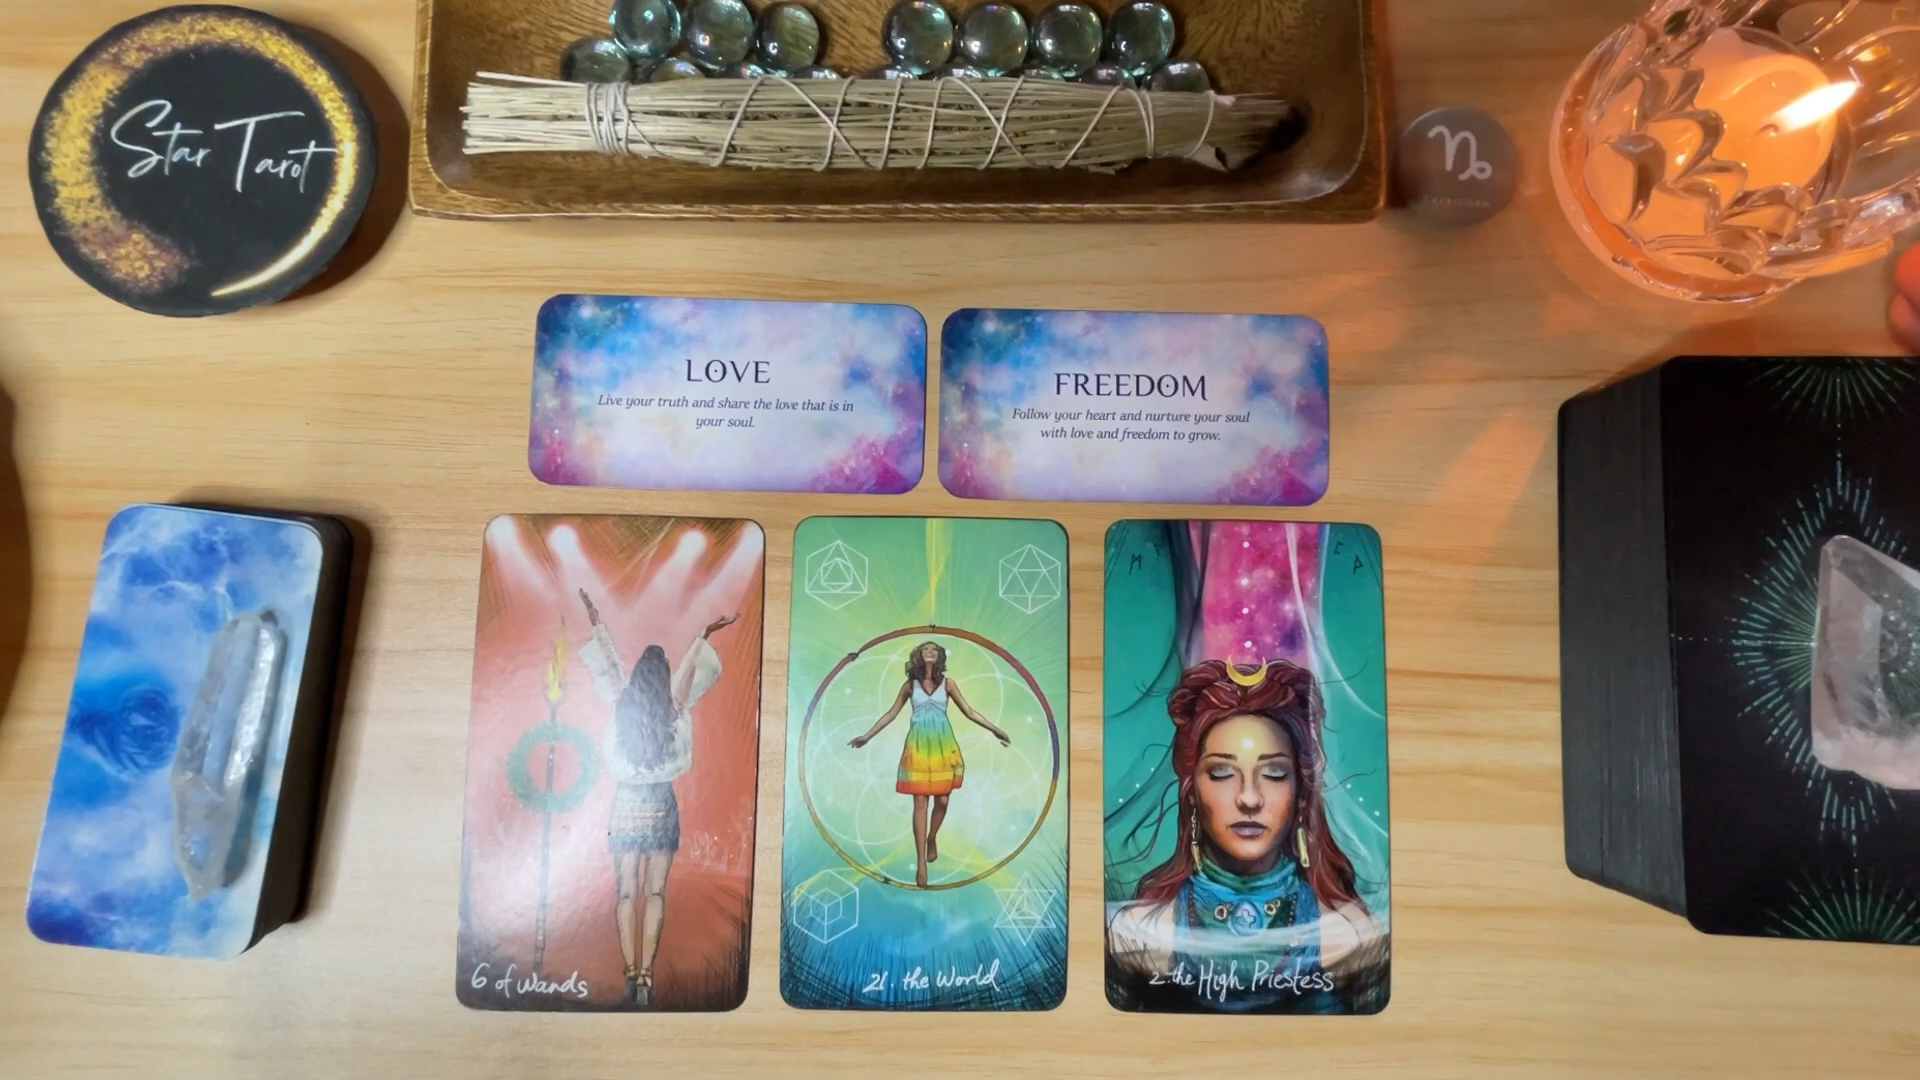 Star Tarot
CAPRICORN
LOVE
Live your truth and share the love that is in
your soul.
FREEDOM
Follow your heart and nurture your soul
with love and freedom to grow.
6 of Wands
21. the World
2. the High Priestess